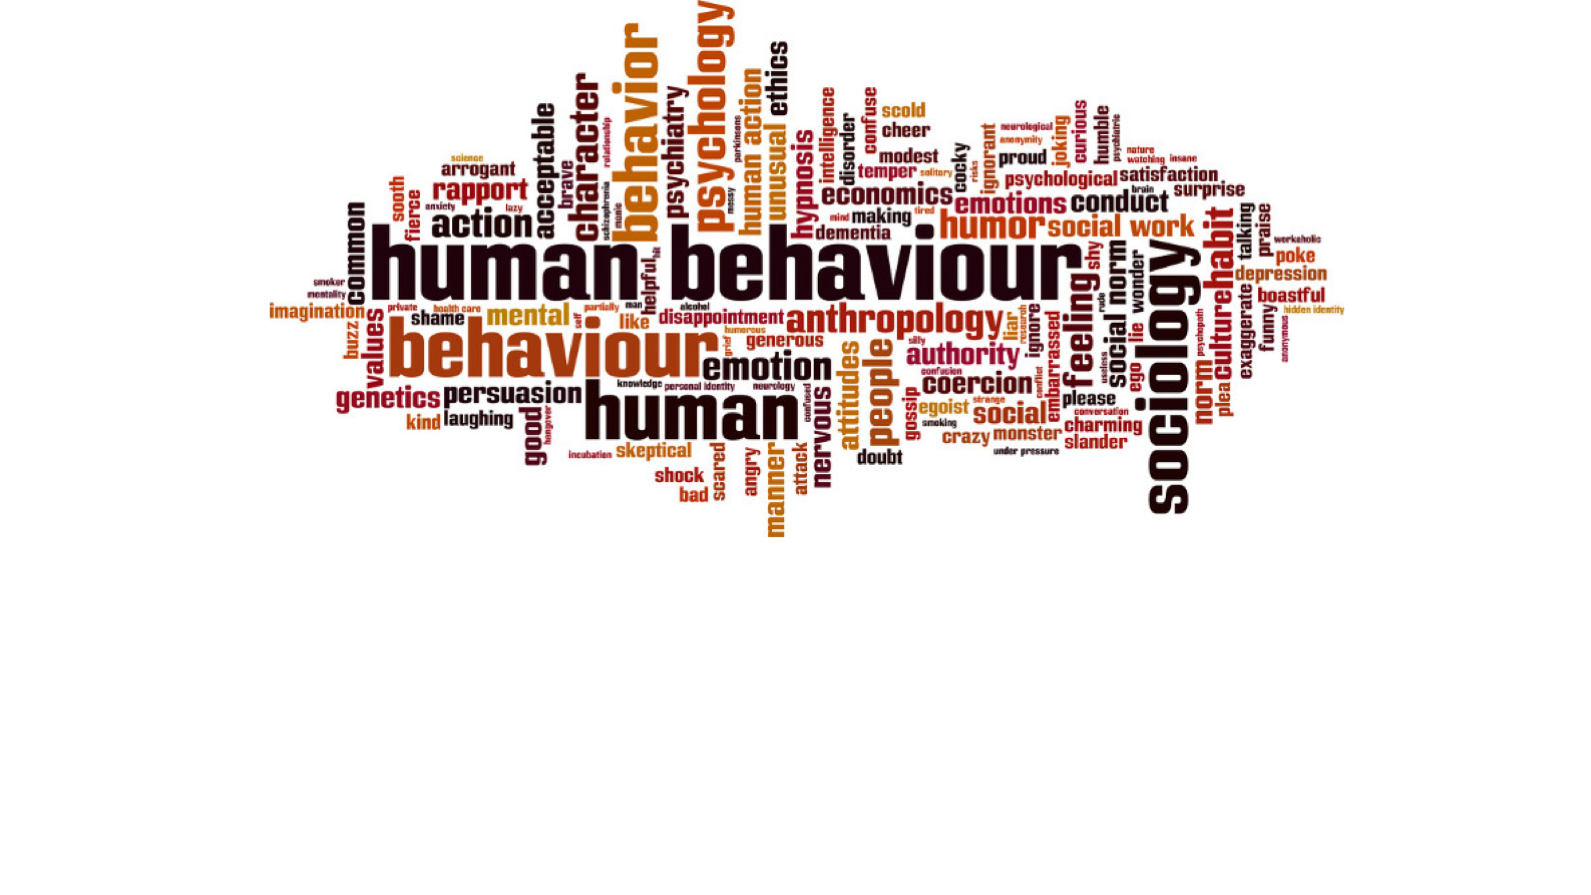 psychology
behavior
ethics
human action
unusual
psychiatry
character
acceptable
parkinsons
messy
relationship
schizophrenia
manic
brave
science
arrogant
rapport
anxiety
lazy
action
sooth
fierce
common
hypnosis
intelligence
disorder
confuse
scold
cheer
modest
temper
solitary
economics
cocky
risks
ignorant
neurological
anonymity
proud
joking
curious
humble
psychiatric
nature
watching
insane
psychological
satisfaction
brain
surprise
mind
making
tired
emotions
conduct
dementia
humor
social work
human behaviour
helpful
hit
shy
social norm
wonder
rude
sociology
habit
culture
talking
praise
workaholic
poke
depression
boastful
hidden identity
exaggerate
funny
anonymous
smoker
mentality
imagination
buzz
values
private
health care
shame
mental
self
partially
man
like
alcohol
disappointment
humorous
grief
generous
anthropology
liar
research
ignore
feeling
embarrassed
useless
lie
ego
psychopath
norm
plea
behaviour
emotion
silly
authority
confusion
coercion
conflict
please
genetics
persuasion
knowledge
personal identity
neurology
confused
human
nervous
attitudes
people
gossip
egoist
strange
smoking
social
conversation
charming
crazy
monster
slander
under pressure
kind
laughing
good
hangover
incubation
skeptical
shock
bad
scared
angry
manner
attack
doubt